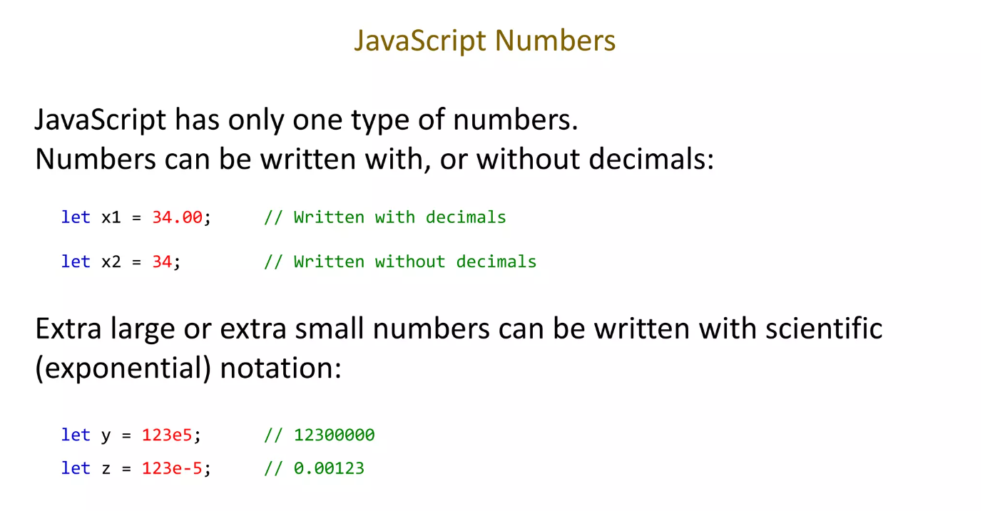 JavaScript Numbers
JavaScript has only one type of numbers.
Numbers can be written with, or without decimals:
let x1 = 34.00;     // Written with decimals
let x2 = 34;        // Written without decimals
Extra large or extra small numbers can be written with scientific
(exponential) notation:
let y = 123e5;      // 12300000
let z = 123e-5;     // 0.00123